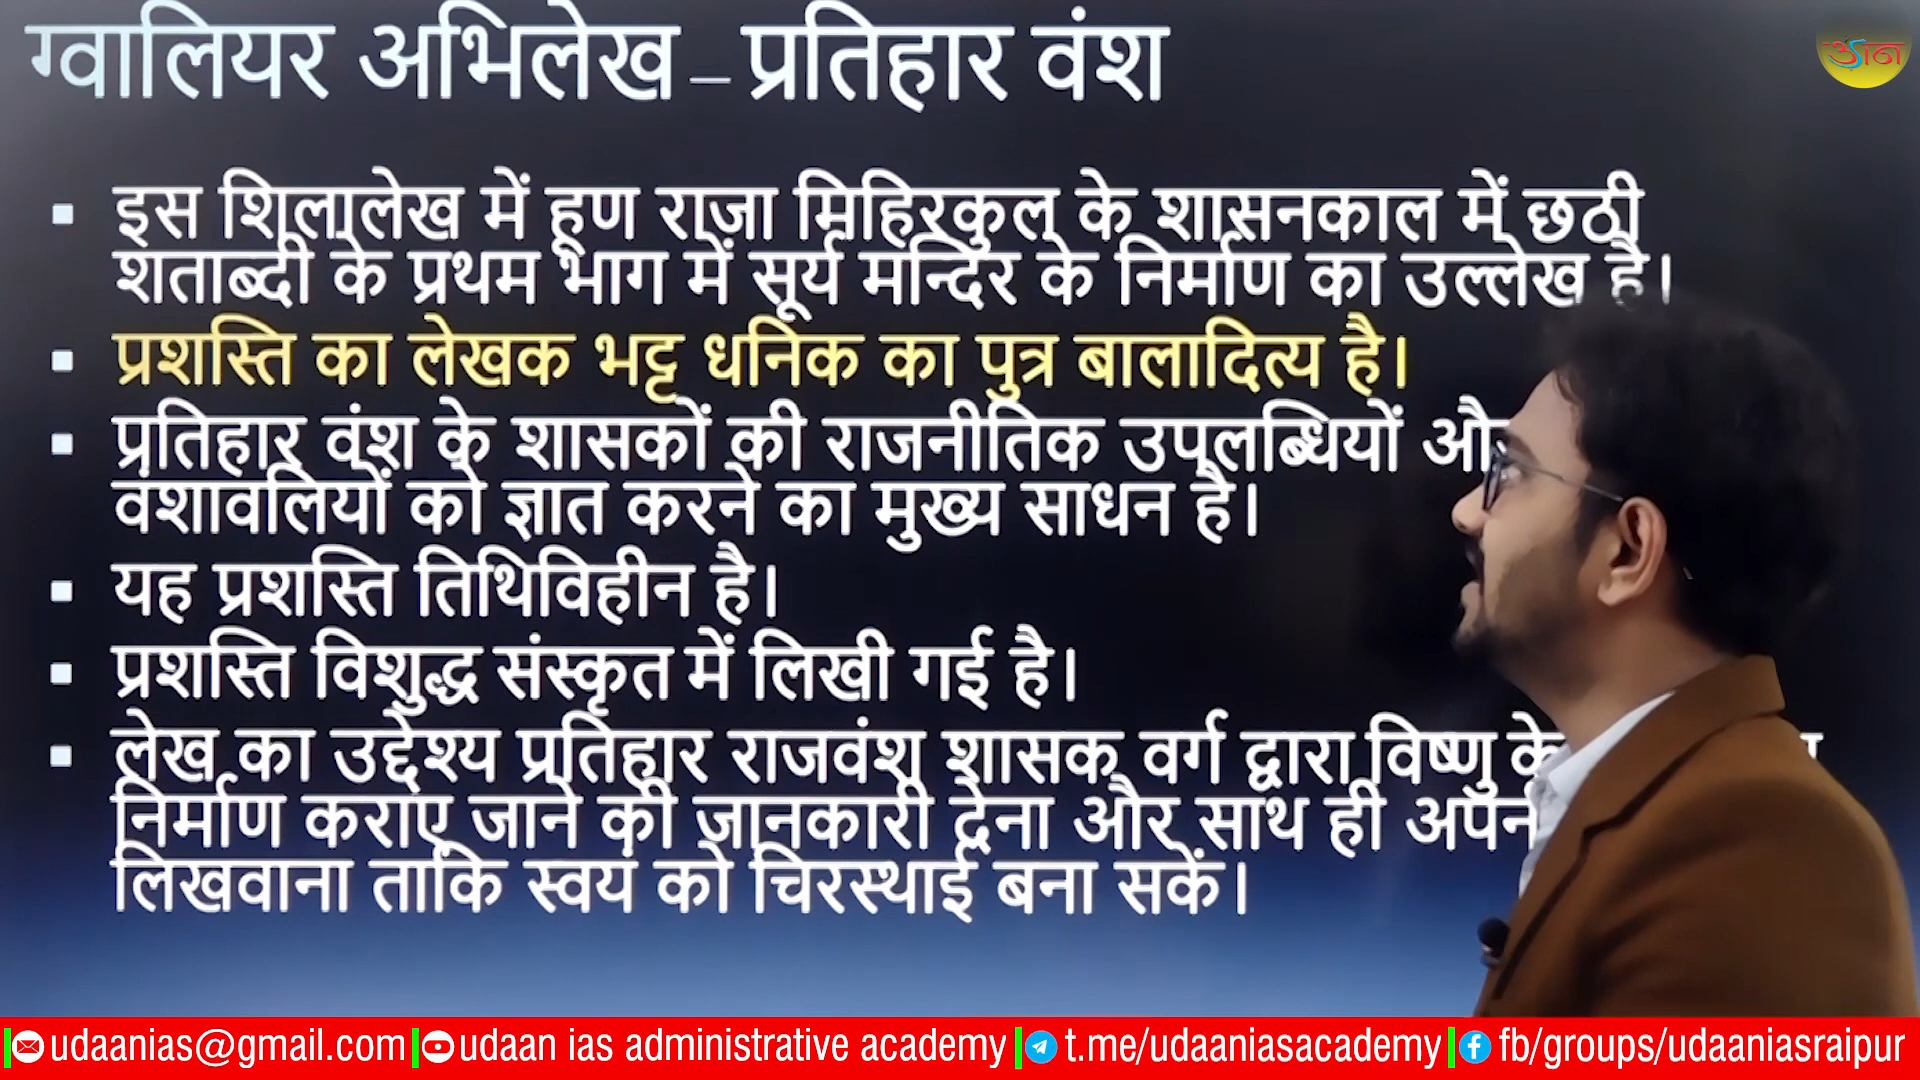 ग्वालियर अभिलेख – प्रतिहार वंश
उड़ान
▪ इस शिलालेख में हूण राजा मिहिरकुल के शासनकाल में छठी
शताब्दी के प्रथम भाग में सूर्य मन्दिर के निर्माण का उल्लेख है।
▪ प्रशस्ति का लेखक भट्ट धनिक का पुत्र बालादित्य है।
▪ प्रतिहार वंश के शासकों की राजनीतिक उपलब्धियों
वंशावलियों को ज्ञात करने का मुख्य साधन है।
▪ यह प्रशस्ति तिथिविहीन है।
▪ प्रशस्ति विशुद्ध संस्कृत में लिखी गई है।
▪ लेख का उद्देश्य प्रतिहार राजवंश शासक वर्ग द्वारा विष्णु के
निर्माण कराए जाने की जानकारी देना और साथ ही
लिखवाना ताकि स्वयं को चिरस्थाई बना सकें।
udaanias@gmail.com udaan ias administrative academy t.me/udaaniasacademy fb/groups/udaaniasraipur